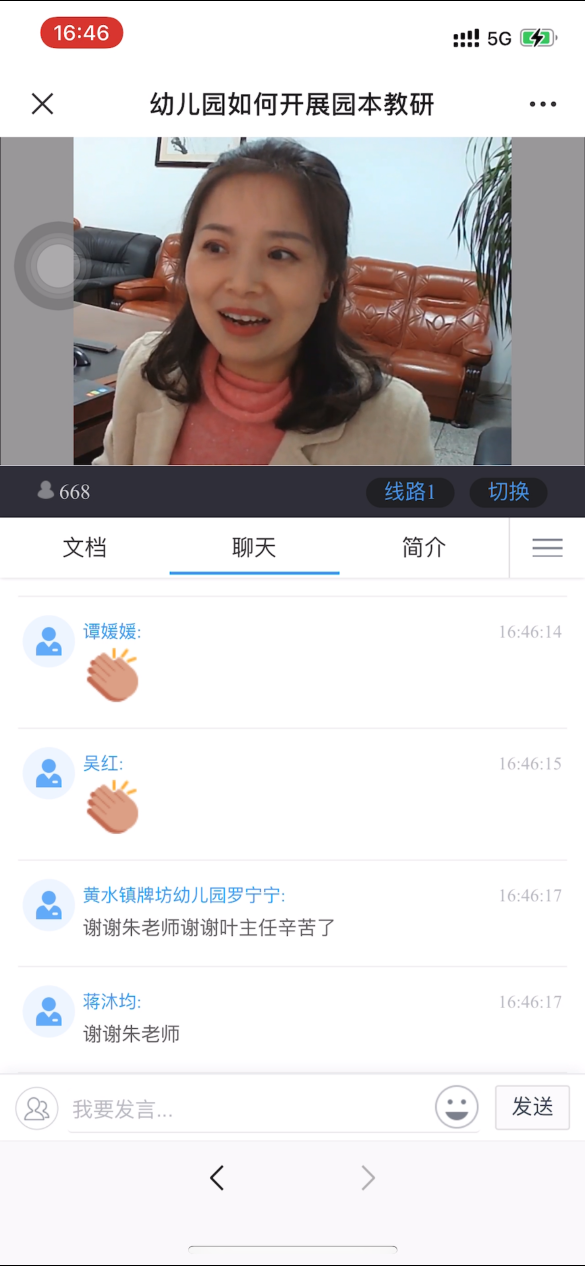 16:46
5G
幼儿园如何开展园本教研
668
线路1
切换
文档
聊天
简介
谭媛媛:
16:46:14
吴红:
16:46:15
黄水镇牌坊幼儿园罗宁宁:
16:46:17
谢谢朱老师谢谢叶主任辛苦了
蒋沐均:
16:46:17
谢谢朱老师
我要发言...
发送